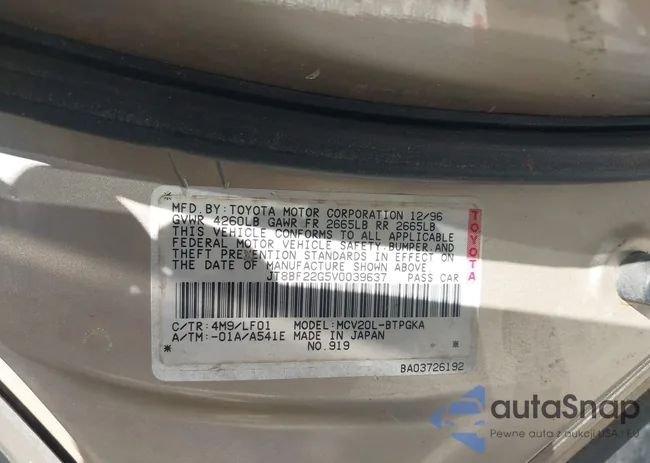 MFD.BY:TOYOTA MOTOR CORPORATION 12/96
GVWR 4260LB GAWR FR 2665LB RR 2665LB
THIS VEHICLE CONFORMS TO ALL APPLICABLE
FEDERAL MOTOR VEHICLE SAFETY,BUMPER,AND
THEFT PREVENTION STANDARDS IN EFFECT ON
THE DATE OF MANUFACTURE SHOWN ABOVE.
JT8BF22G5V0039637 PASS CAR
TOYOTA
C/TR:4M9/LF01 MODEL:MCV20L-BTPGKA
A/TM:-01A/A541E MADE IN JAPAN
NO.919
BA03726192
autaSnap
Pewne auta z aukcji USA i EU